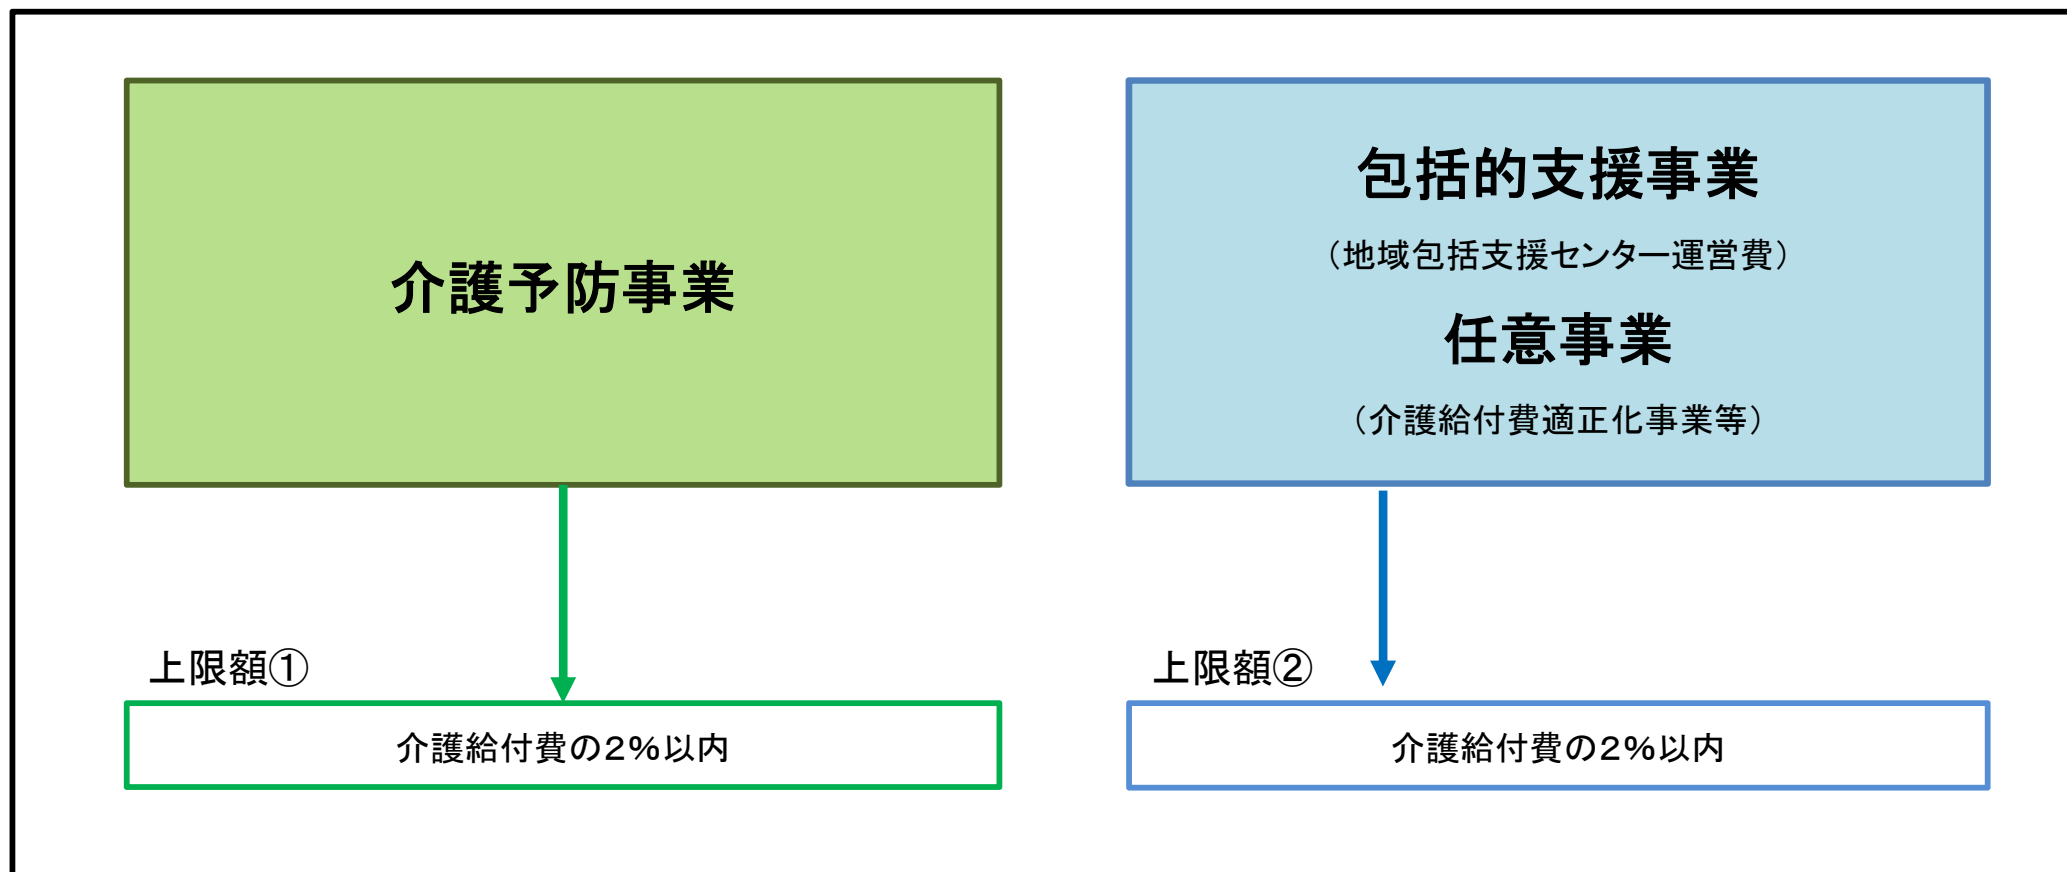 介護予防事業
包括的支援事業
（地域包括支援センター運営費）
任意事業
（介護給付費適正化事業等）
上限額①
介護給付費の２％以内
上限額②
介護給付費の２％以内